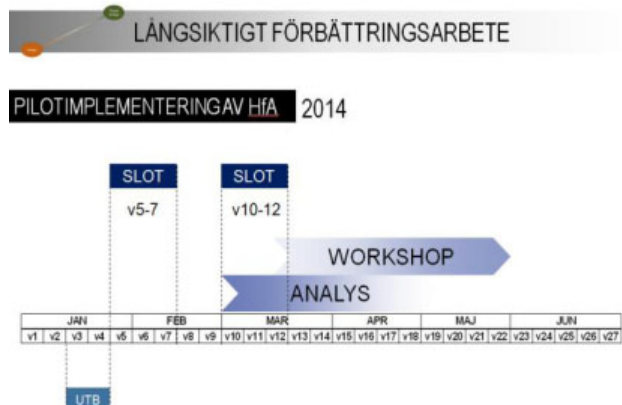 LÅNGSIKTIGT FÖRBÄTTRINGSARBETE
PILOTIMPLEMENTERING AV HfA 2014
SLOT SLOT
v5-7 v10-12
WORKSHOP
ANALYS
JAN FEB MAR APR MAJ JUN
v1 v2 v3 v4 v5 v6 v7 v8 v9 v10 v11 v12 v13 v14 v15 v16 v17 v18 v19 v20 v21 v22 v23 v24 v25 v26 v27
UTB